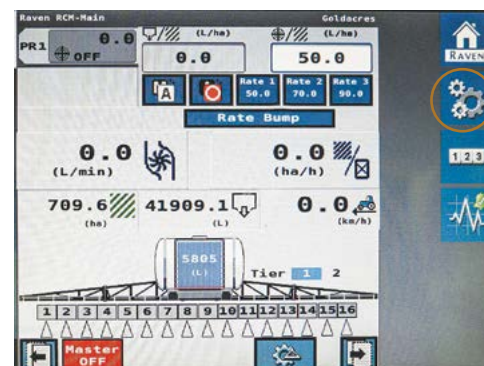 Raven RCM-Main Goldacres
PR1 0.0 OFF
(L/ha) (L/ha)
0.0 50.0
A Rate 1 50.0 Rate 2 70.0 Rate 3 90.0
Rate Bump
0.0 (L/min) 0.0 (ha/h)
709.6 (ha) 41909.1 (L) 0.0 (km/h)
5805 (L)
Tier 1 2
1 2 3 4 5 6 7 8 9 10 11 12 13 14 15 16
Master OFF
RAVEN
1 2 3